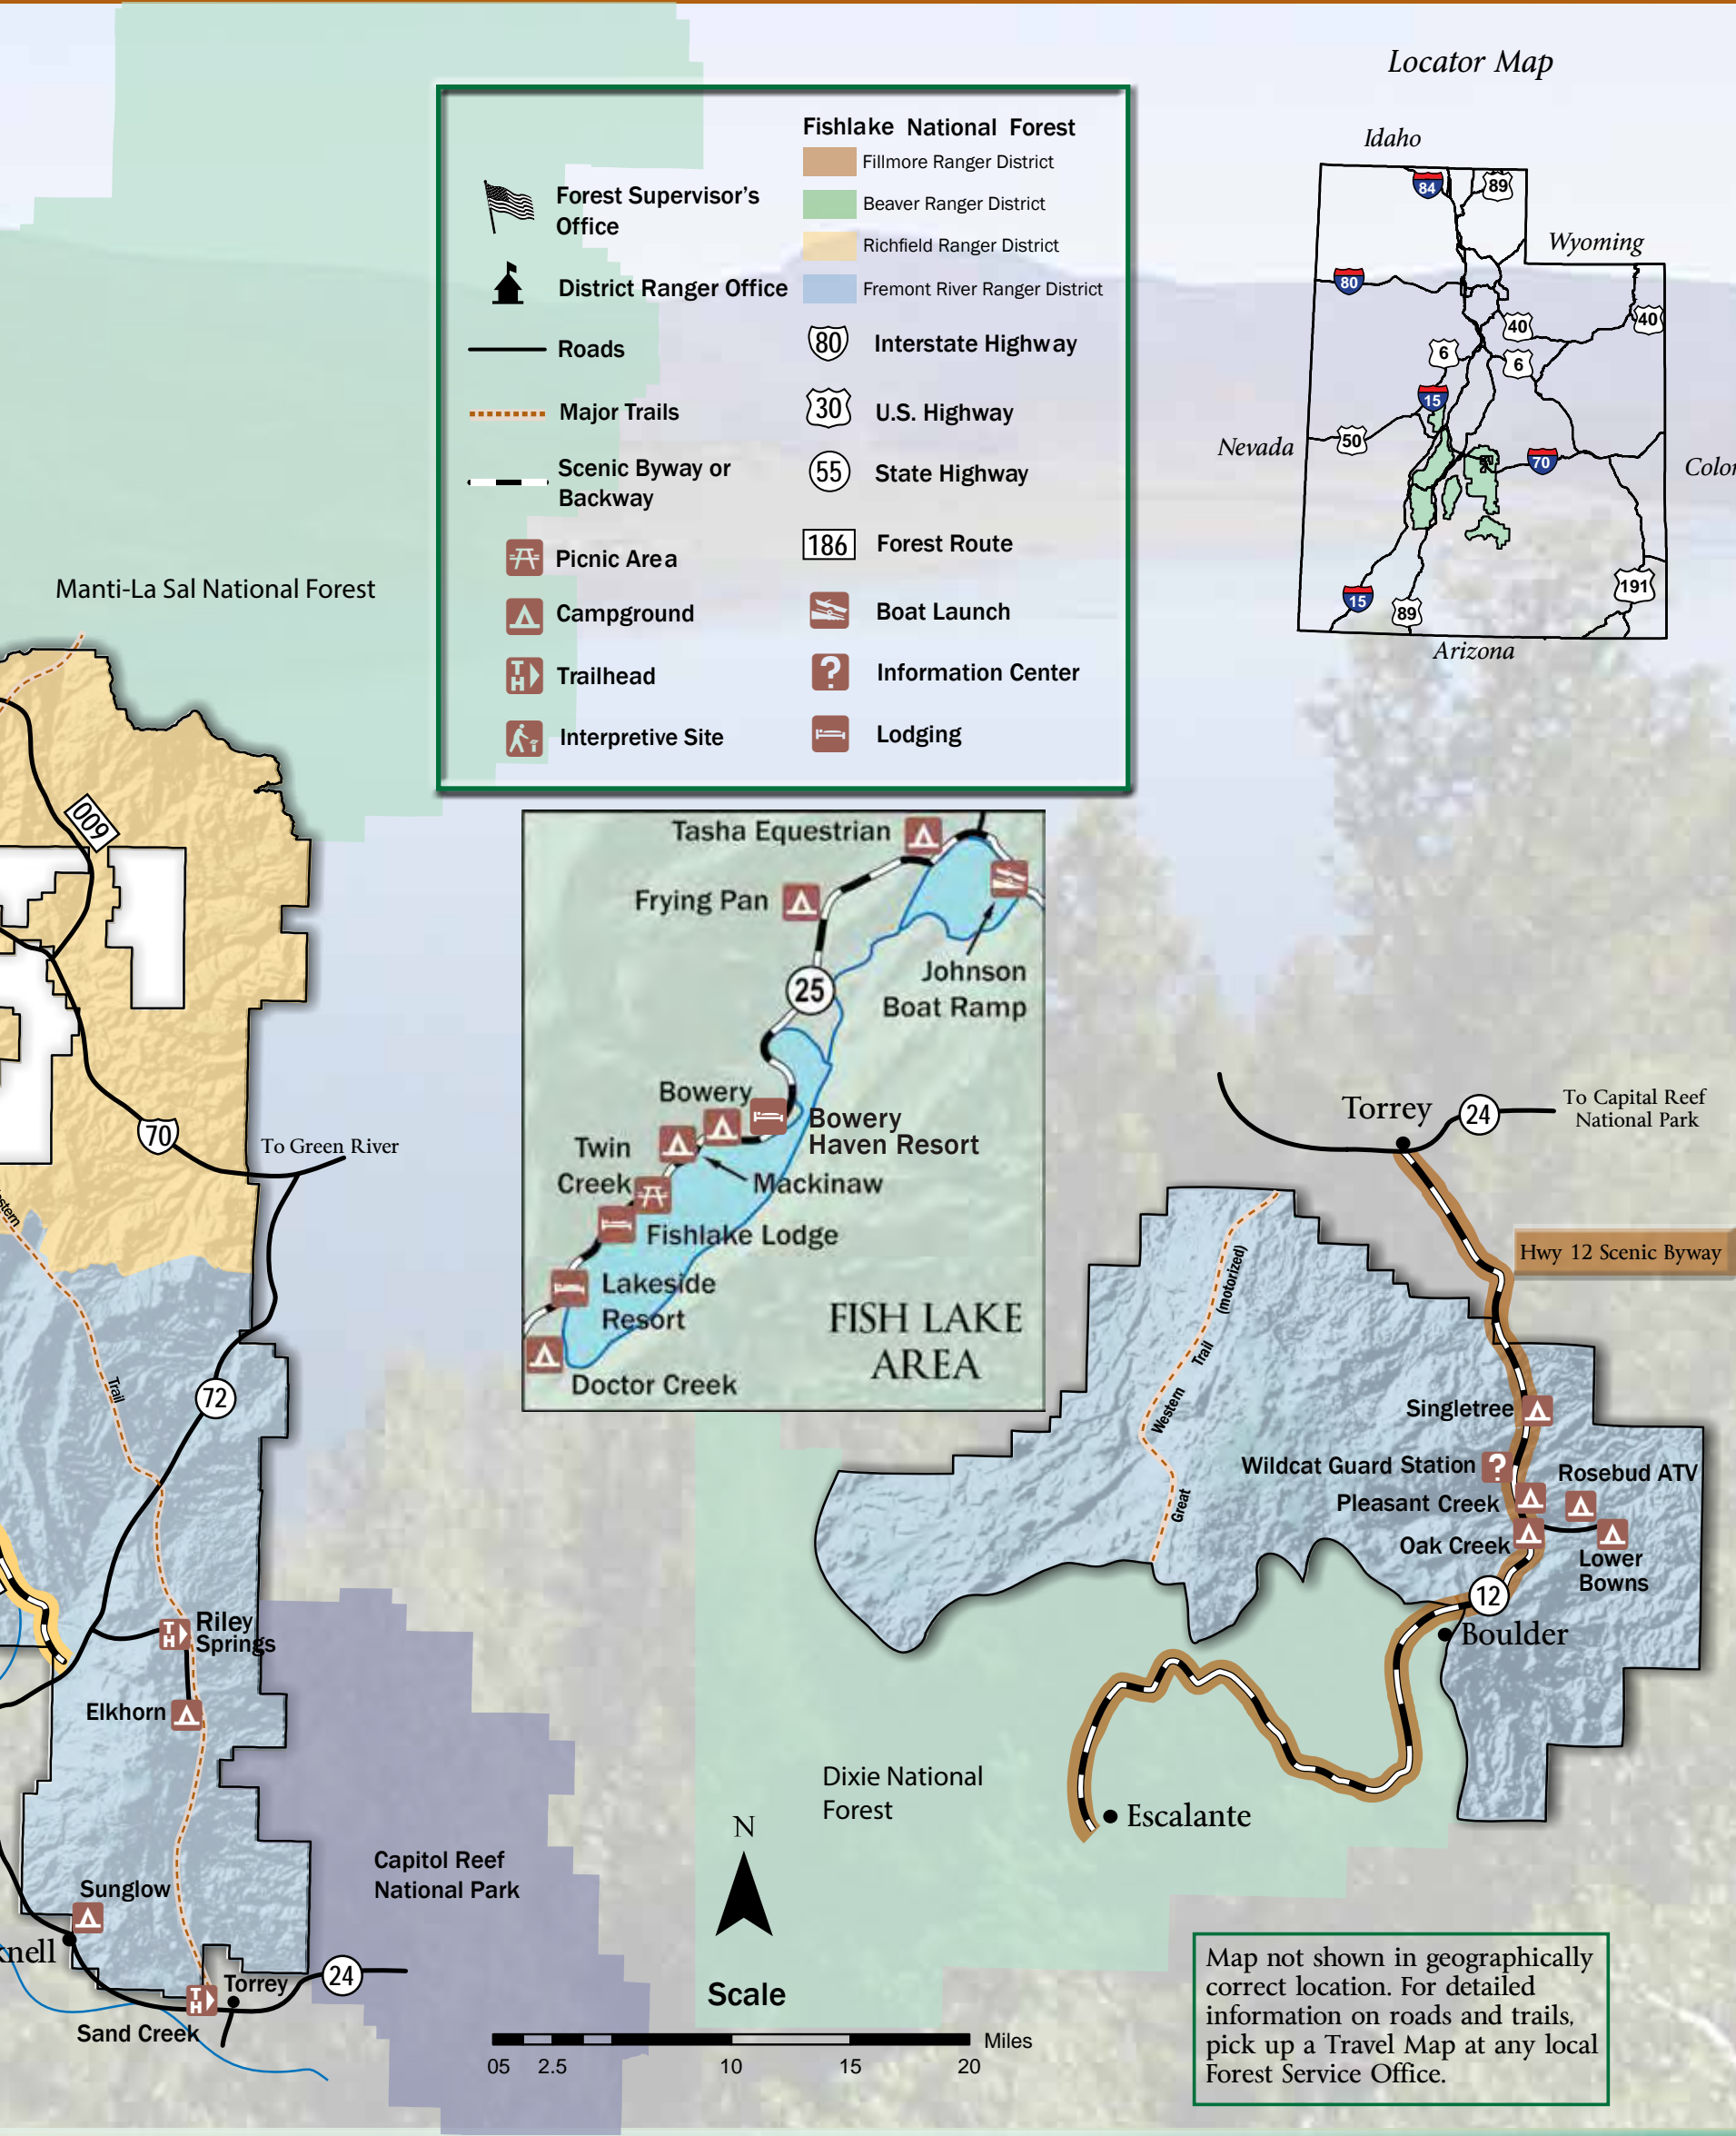 Locator Map
Idaho
84
89
Wyoming
80
40
40
6
6
15
Nevada
50
70
Color
15
89
191
Arizona
Fishlake National Forest
Fillmore Ranger District
Beaver Ranger District
Richfield Ranger District
Fremont River Ranger District
Forest Supervisor's
Office
District Ranger Office
Roads
Major Trails
Scenic Byway or
Backway
Picnic Area
Campground
Trailhead
Interpretive Site
80
Interstate Highway
30
U.S. Highway
55
State Highway
186
Forest Route
Boat Launch
Information Center
Lodging
TH
?
Manti-La Sal National Forest
009
70
To Green River
Trail
72
TH
Riley
Springs
Elkhorn
Sunglow
knell
TH
Torrey
24
Sand Creek
Capitol Reef
National Park
Tasha Equestrian
Frying Pan
25
Johnson
Boat Ramp
Bowery
Bowery
Haven Resort
Twin
Creek
Mackinaw
Fishlake Lodge
Lakeside
Resort
Doctor Creek
FISH LAKE
AREA
Torrey
24
To Capital Reef
National Park
Hwy 12 Scenic Byway
(motorized)
Trail
Western
Great
Singletree
Wildcat Guard Station
?
Rosebud ATV
Pleasant Creek
Oak Creek
Lower
Bowns
12
Boulder
Escalante
Dixie National
Forest
N
Scale
Miles
05 2.5 10 15 20
Map not shown in geographically
correct location. For detailed
information on roads and trails,
pick up a Travel Map at any local
Forest Service Office.